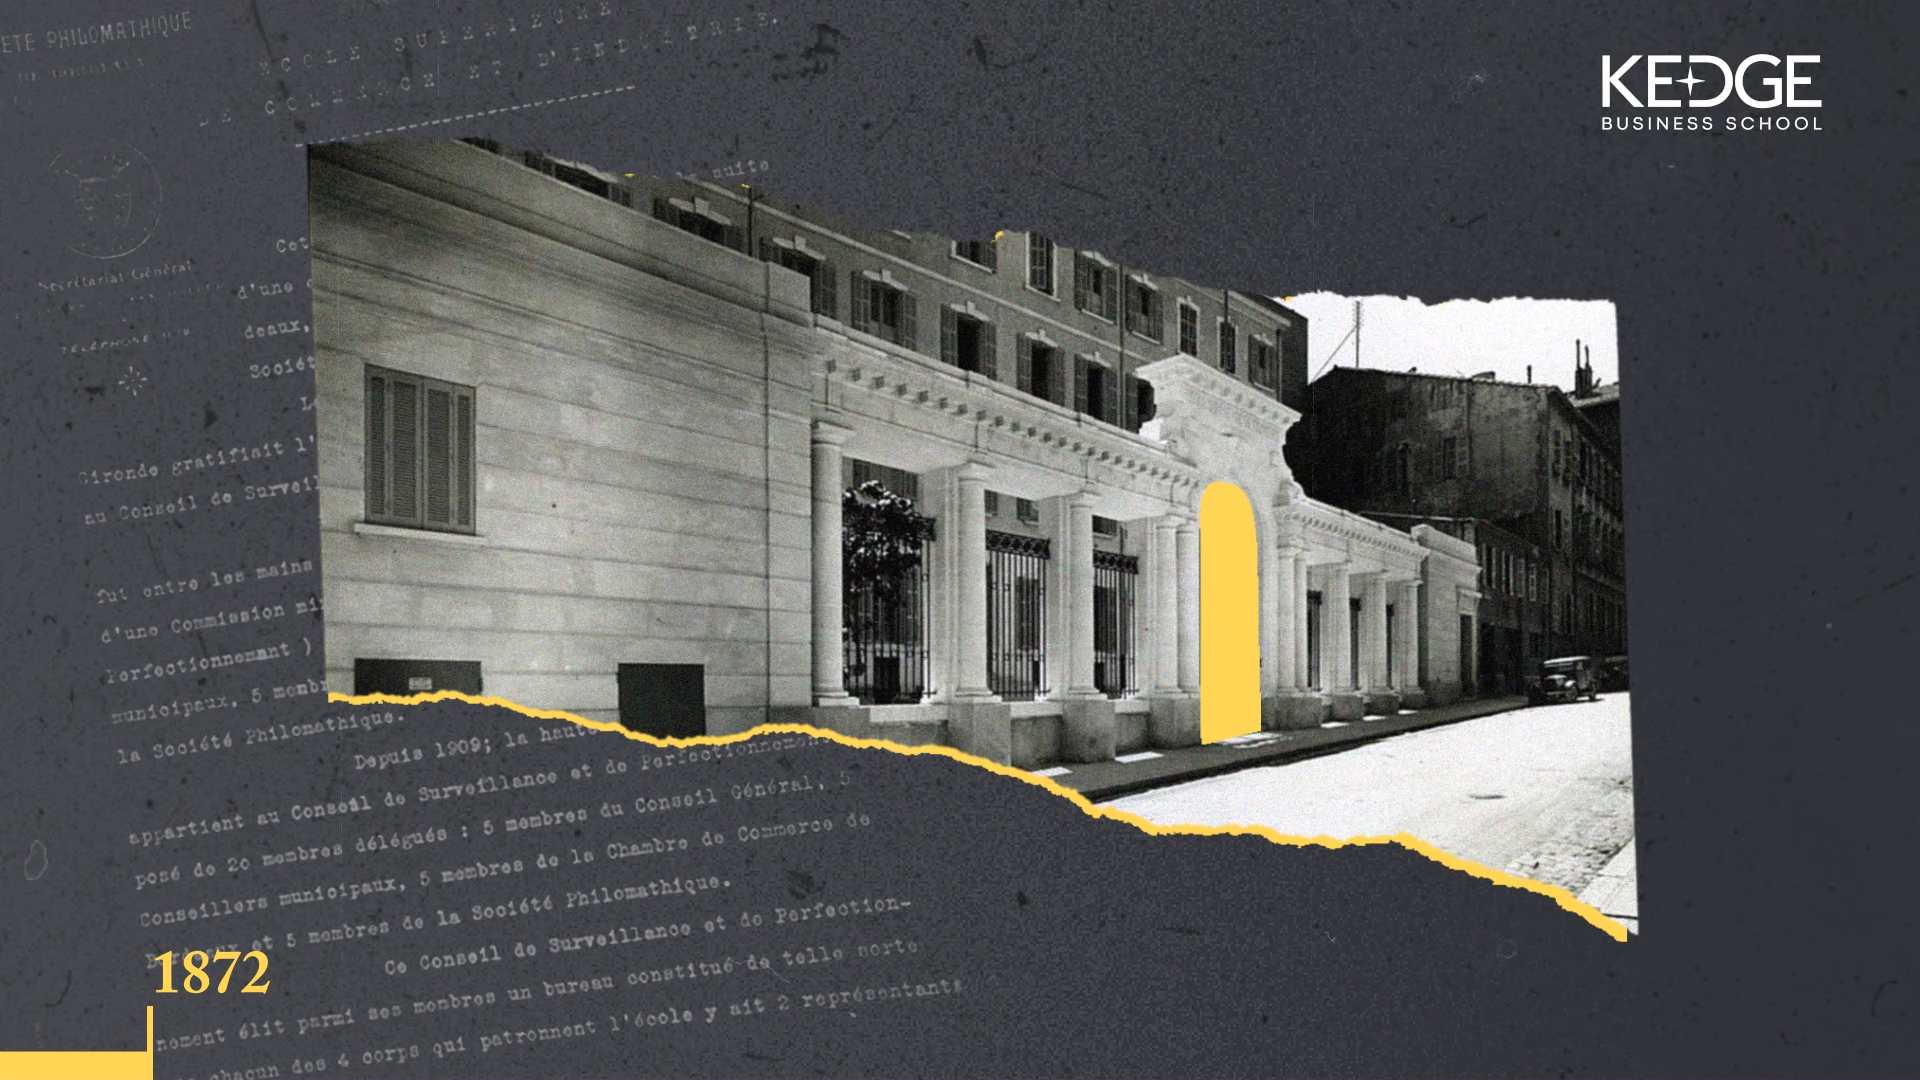 ETE PHILOMATHIQUE
ECOLE SUPERIEURE
DE COMMERCE ET D'INDUSTRIE.
KEDGE
BUSINESS SCHOOL
la suite
Secrétariat Général
TÉLÉPHONE
Cet
d'une
deaux,
Sociét
Gironde gratifiait l'
au Conseil de Surveil
fut entre les mains
d'une Commission mi
Perfectionnemant )
municipaux, 5 membr
la Société Philomathique.
Depuis 1909; la haute
appartient au Conseil de Surveillance et de Perfectionnement
posé de 20 membres délégués : 5 membres du Conseil Général, 5
Conseillers municipaux, 5 membres de la Chambre de Commerce de
et 5 membres de la Société Philomathique.
Ce Conseil de Surveillance et de Perfection-
nement élit parmi ses membres un bureau constitué de telle sorte
chacun des 4 corps qui patronnent l'école y ait 2 représentants
1872